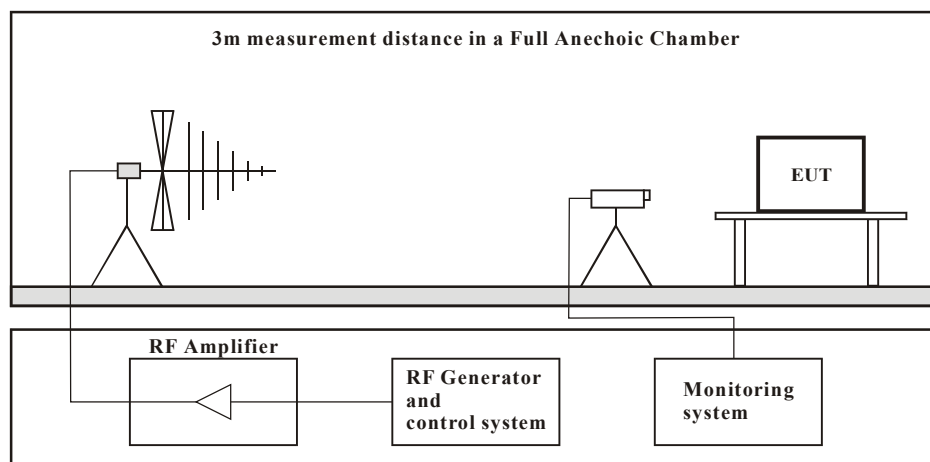 3m measurement distance in a Full Anechoic Chamber
EUT
RF Amplifier
RF Generator
and
control system
Monitoring
system